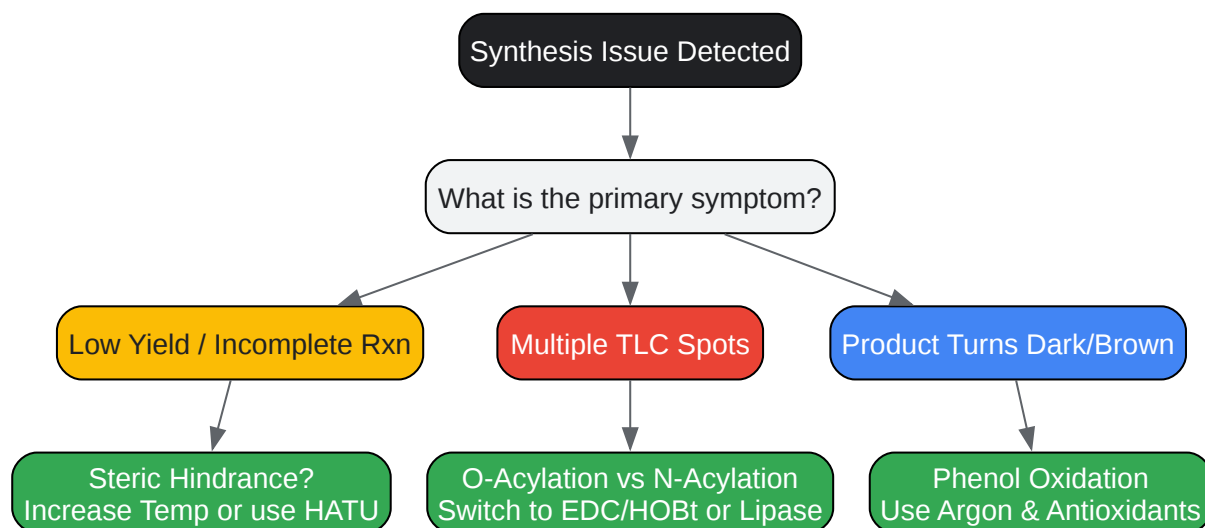 Synthesis Issue Detected
What is the primary symptom?
Low Yield / Incomplete Rxn
Multiple TLC Spots
Product Turns Dark/Brown
Steric Hindrance?
Increase Temp or use HATU
O-Acylation vs N-Acylation
Switch to EDC/HOBt or Lipase
Phenol Oxidation
Use Argon & Antioxidants